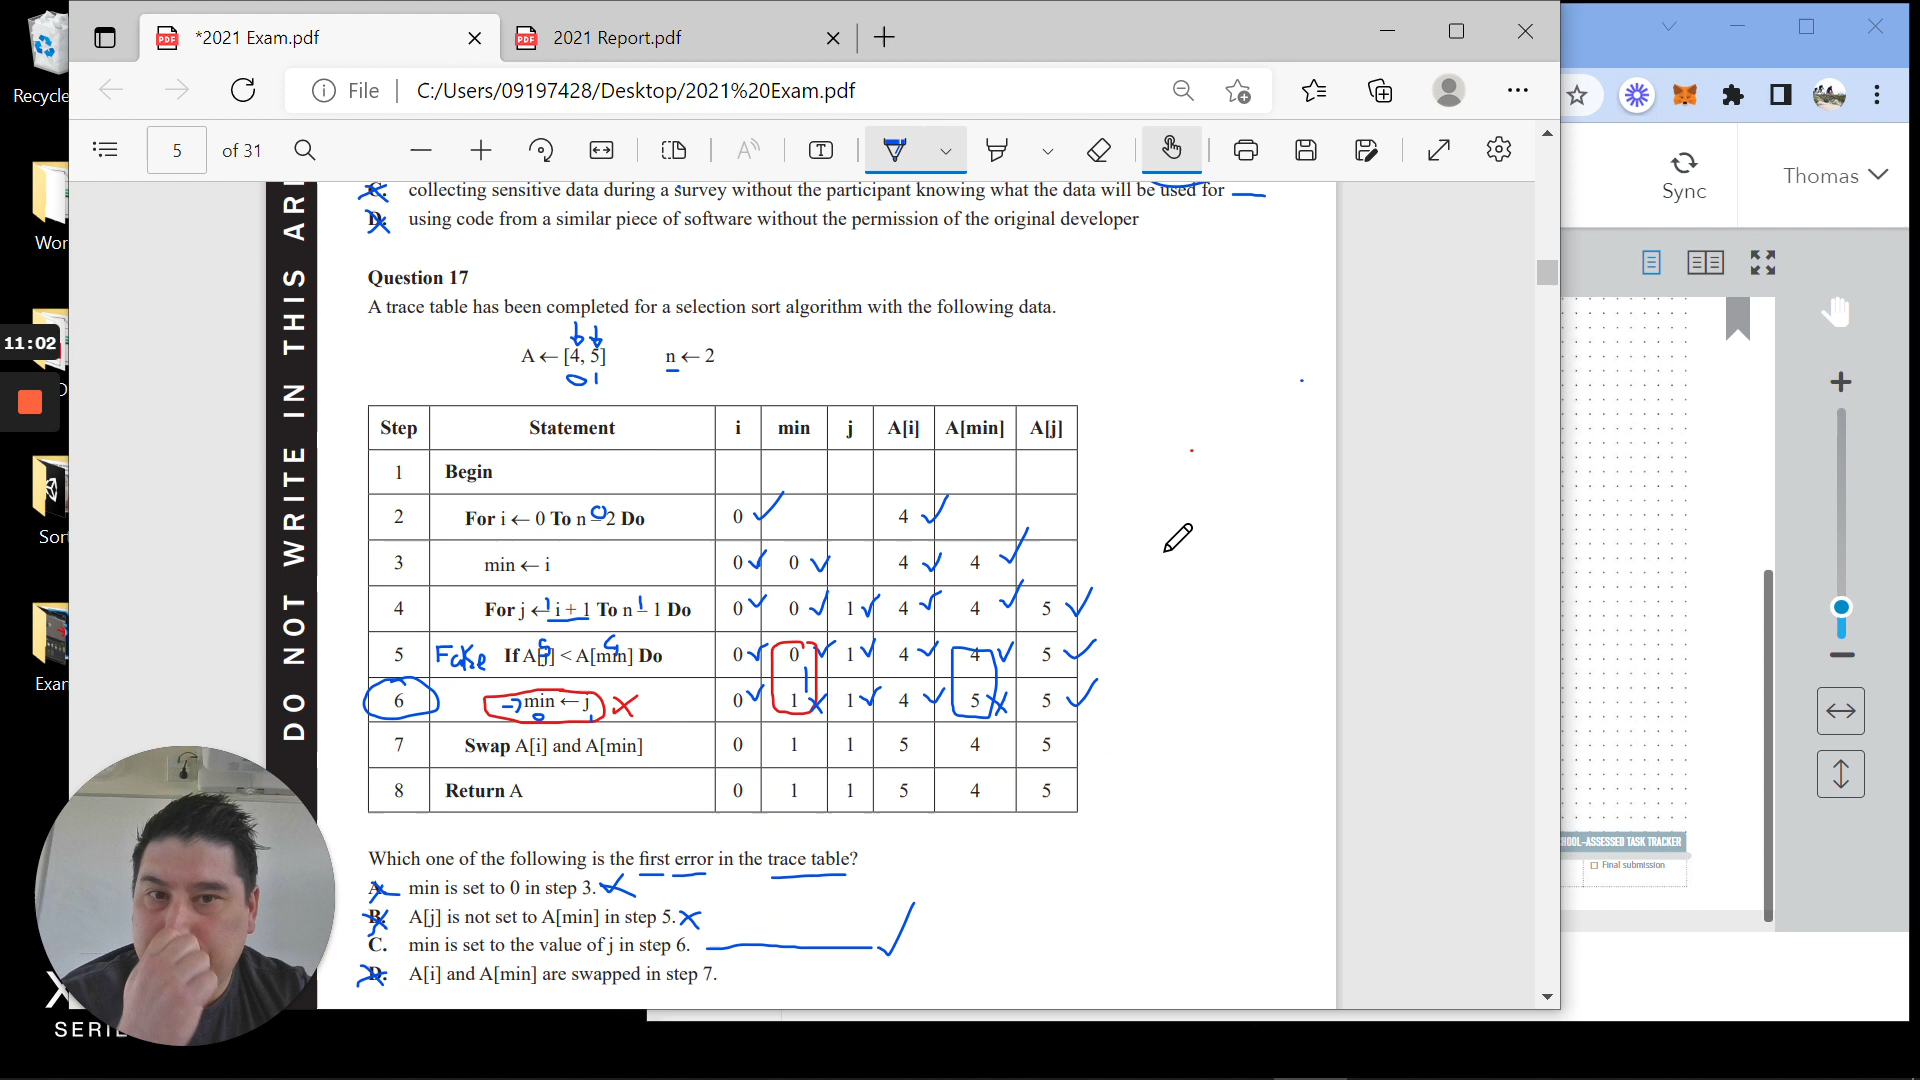 *2021 Exam.pdf
2021 Report.pdf
File
C:/Users/09197428/Desktop/2021%20Exam.pdf
5
of 31
Recycle
Wor
Sor
Exan
11:02
Sync
Thomas
DO NOT WRITE IN THIS AR
C. collecting sensitive data during a survey without the participant knowing what the data will be used for
D. using code from a similar piece of software without the permission of the original developer
Question 17
A trace table has been completed for a selection sort algorithm with the following data.
A ← [4, 5] n ← 2
0 1
Step Statement i min j A[i] A[min] A[j]
1 Begin
2 For i ← 0 To n – 2 Do 0 4
3 min ← i 0 0 4 4
4 For j ← i + 1 To n – 1 Do 0 0 1 4 4 5
5 If A[j] < A[min] Do 0 0 1 4 4 5
6 min ← j 0 1 1 4 5 5
7 Swap A[i] and A[min] 0 1 1 5 4 5
8 Return A 0 1 1 5 4 5
Which one of the following is the first error in the trace table?
A. min is set to 0 in step 3.
B. A[j] is not set to A[min] in step 5.
C. min is set to the value of j in step 6.
D. A[i] and A[min] are swapped in step 7.
HOOL-ASSESSED TASK TRACKER
Final submission
X
SERI